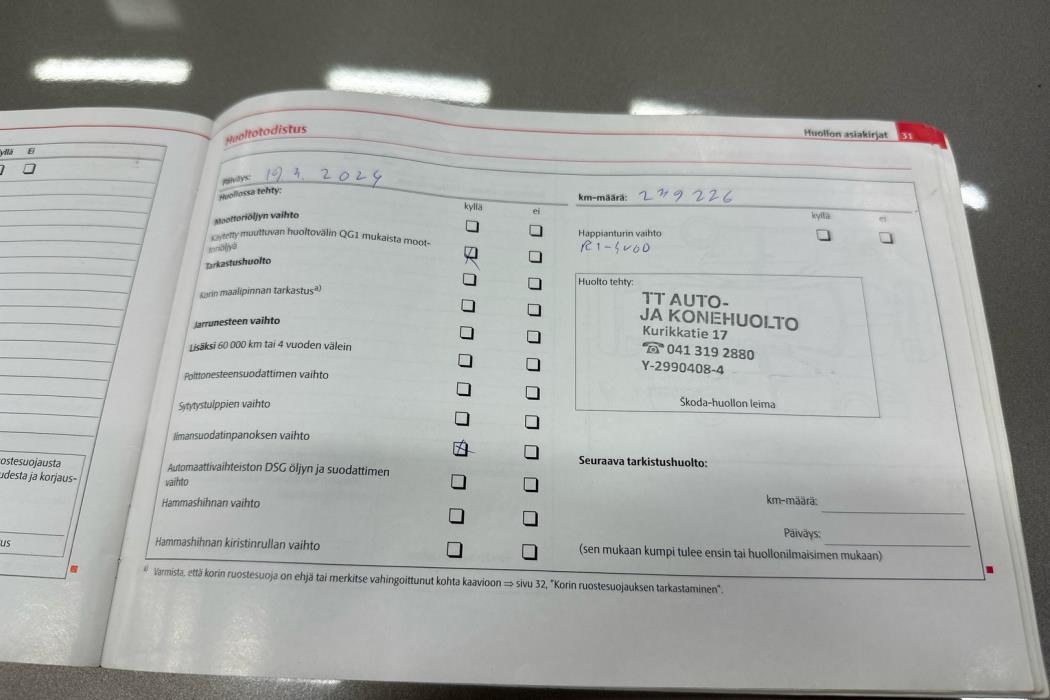 yllä Ei
ostesuojausta
udesta ja korjaus-
us
Huoltotodistus
Huollon asiakirjat 31
Päiväys:
2024
Huollossa tehty:
kyllä ei
Moottoriöljyn vaihto
Käytetty muuttuvan huoltovälin QG1 mukaista moot-
toriöljyä
Tarkastushuolto
Korin maalipinnan tarkastus a)
Jarrunesteen vaihto
Lisäksi 60 000 km tai 4 vuoden välein
Polttonesteensuodattimen vaihto
Sytytystulppien vaihto
Ilmansuodatinpanoksen vaihto
Automaattivaihteiston DSG öljyn ja suodattimen
vaihto
Hammashihnan vaihto
Hammashihnan kiristinrullan vaihto
km-määrä: 239 226
kyllä ei
Happianturin vaihto
Huolto tehty:
TT AUTO-
JA KONEHUOLTO
Kurikkatie 17
☎ 041 319 2880
Y-2990408-4
Škoda-huollon leima
Seuraava tarkistushuolto:
km-määrä:
Päiväys:
(sen mukaan kumpi tulee ensin tai huollonilmaisimen mukaan)
a) Varmista, että korin ruostesuoja on ehjä tai merkitse vahingoittunut kohta kaavioon ⇒ sivu 32, "Korin ruostesuojauksen tarkastaminen".